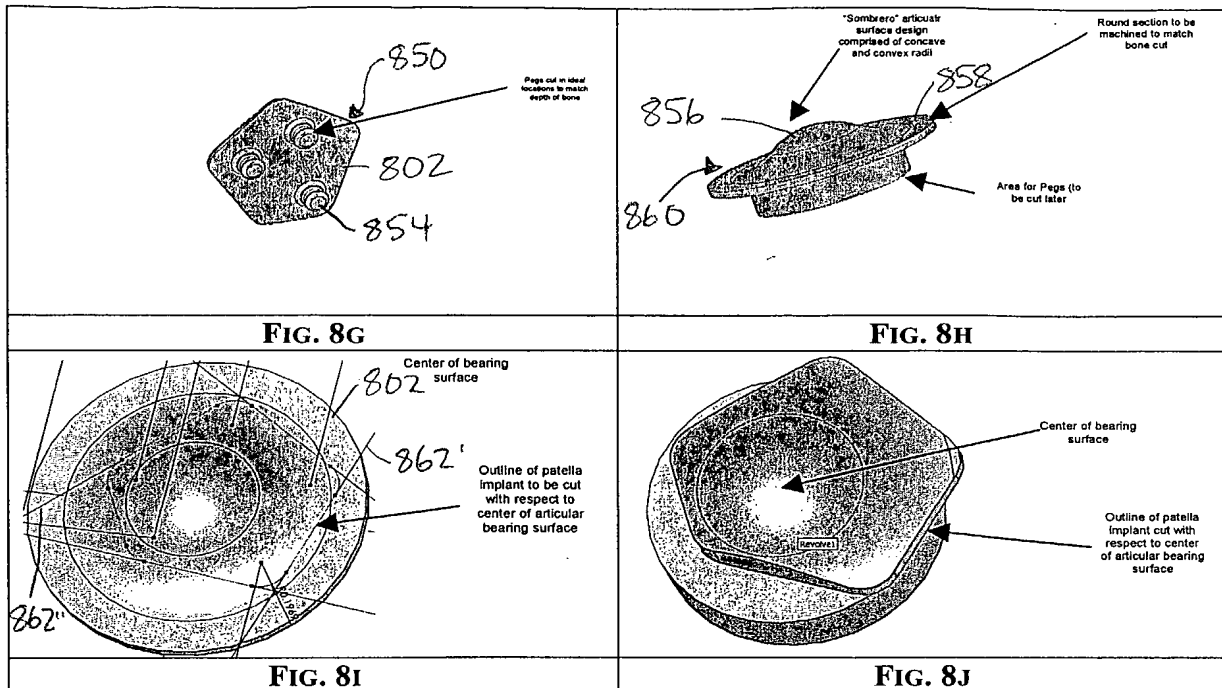 850
Pegs cut in ideal
locations to match
depth of bone
802
854
FIG. 8G
"Sombrero" articualr
surface design
comprised of concave
and convex radii
Round section to be
machined to match
bone cut
858
856
860
Area for Pegs (to
be cut later
FIG. 8H
Center of bearing
surface
802
862'
Outline of patella
implant to be cut
with respect to
center of articular
bearing surface
862"
FIG. 8I
Center of bearing
surface
Revolve1
Outline of patella
implant cut with
respect to center
of articular bearing
surface
FIG. 8J